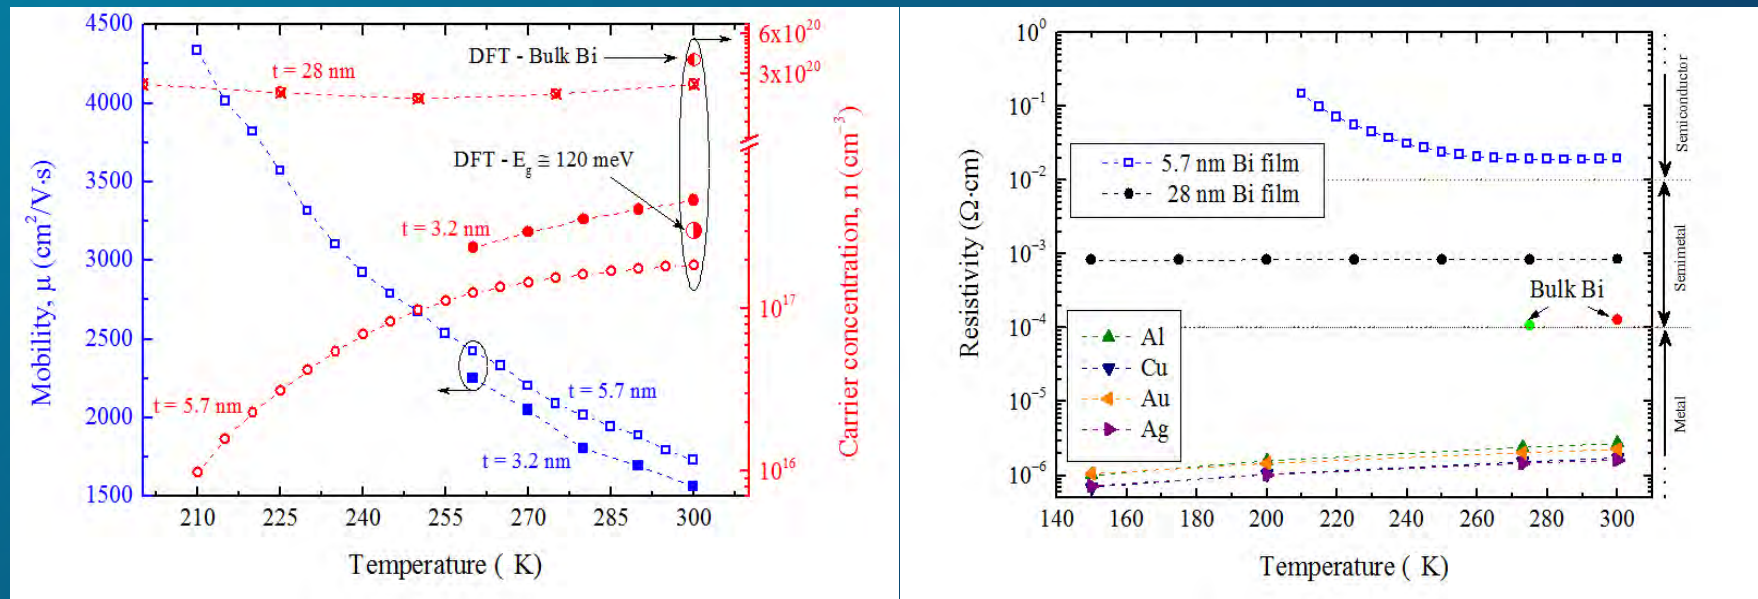 4500
4000
3500
3000
2500
2000
1500
Mobility, μ (cm²/V·s)
210 225 240 255 270 285 300
Temperature ( K)
6x10²⁰
3x10²⁰
10¹⁷
10¹⁶
Carrier concentration, n (cm⁻³)
DFT - Bulk Bi
t = 28 nm
DFT - E_g ≅ 120 meV
t = 3.2 nm
t = 5.7 nm
t = 5.7 nm
t = 3.2 nm
10⁰
10⁻¹
10⁻²
10⁻³
10⁻⁴
10⁻⁵
10⁻⁶
Resistivity (Ω·cm)
140 160 180 200 220 240 260 280 300
Temperature ( K)
5.7 nm Bi film
28 nm Bi film
Bulk Bi
Al
Cu
Au
Ag
Semiconductor
Semimetal
Metal